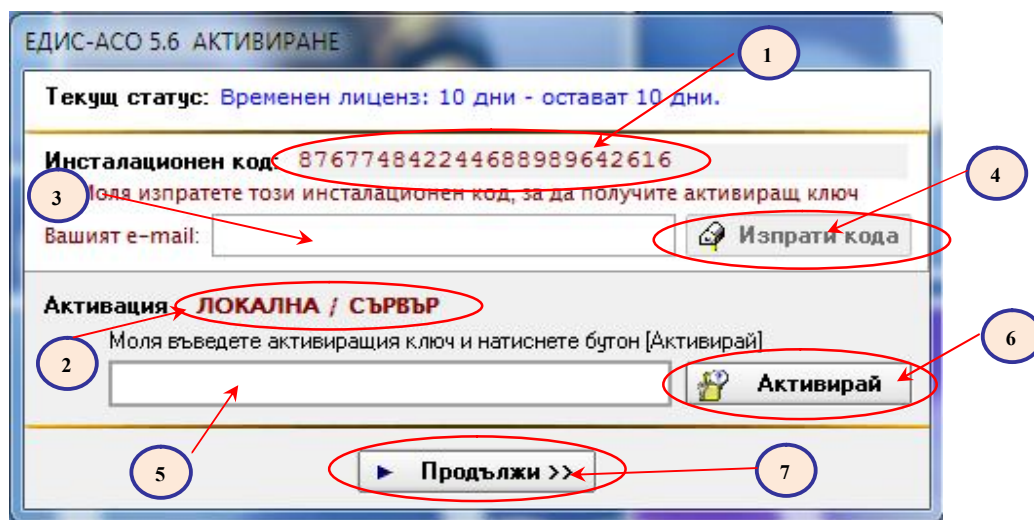 ЕДИС-АСО 5.6 АКТИВИРАНЕ
1
Текущ статус: Временен лиценз: 10 дни - остават 10 дни.
Инсталационен код: 876774842244688989642616
3
Моля изпратете този инсталационен код, за да получите активиращ ключ
4
Вашият e-mail:
Изпрати кода
Активация ЛОКАЛНА / СЪРВЪР
2
Моля въведете активиращия ключ и натиснете бутон [Активирай]
6
Активирай
5
Продължи >>
7